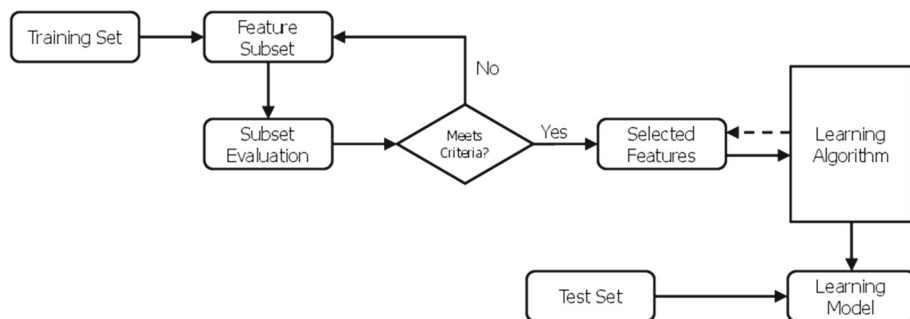 Training Set
Feature
Subset
No
Subset
Evaluation
Meets
Criteria?
Yes
Selected
Features
Learning
Algorithm
Test Set
Learning
Model